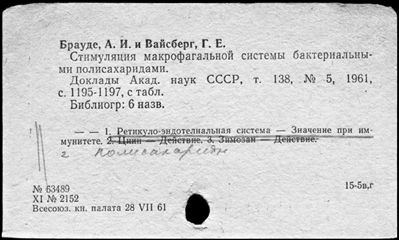 Брауде, А. И. и Вайсберг, Г. Е.
Стимуляция макрофагальной системы бактериальны-
ми полисахаридами.
Доклады Акад. наук СССР, т. 138, № 5, 1961,
с. 1195-1197, с табл.
Библиогр: 6 назв.
— — 1. Ретикуло-эндотелиальная система — Значение при им-
мунитете. 2. Циин — Действие. 3. Зимозан — Действие.
2 полисахариды
15-5в,г
№ 63489
XI № 2152
Всесоюз. кн. палата 28 VII 61